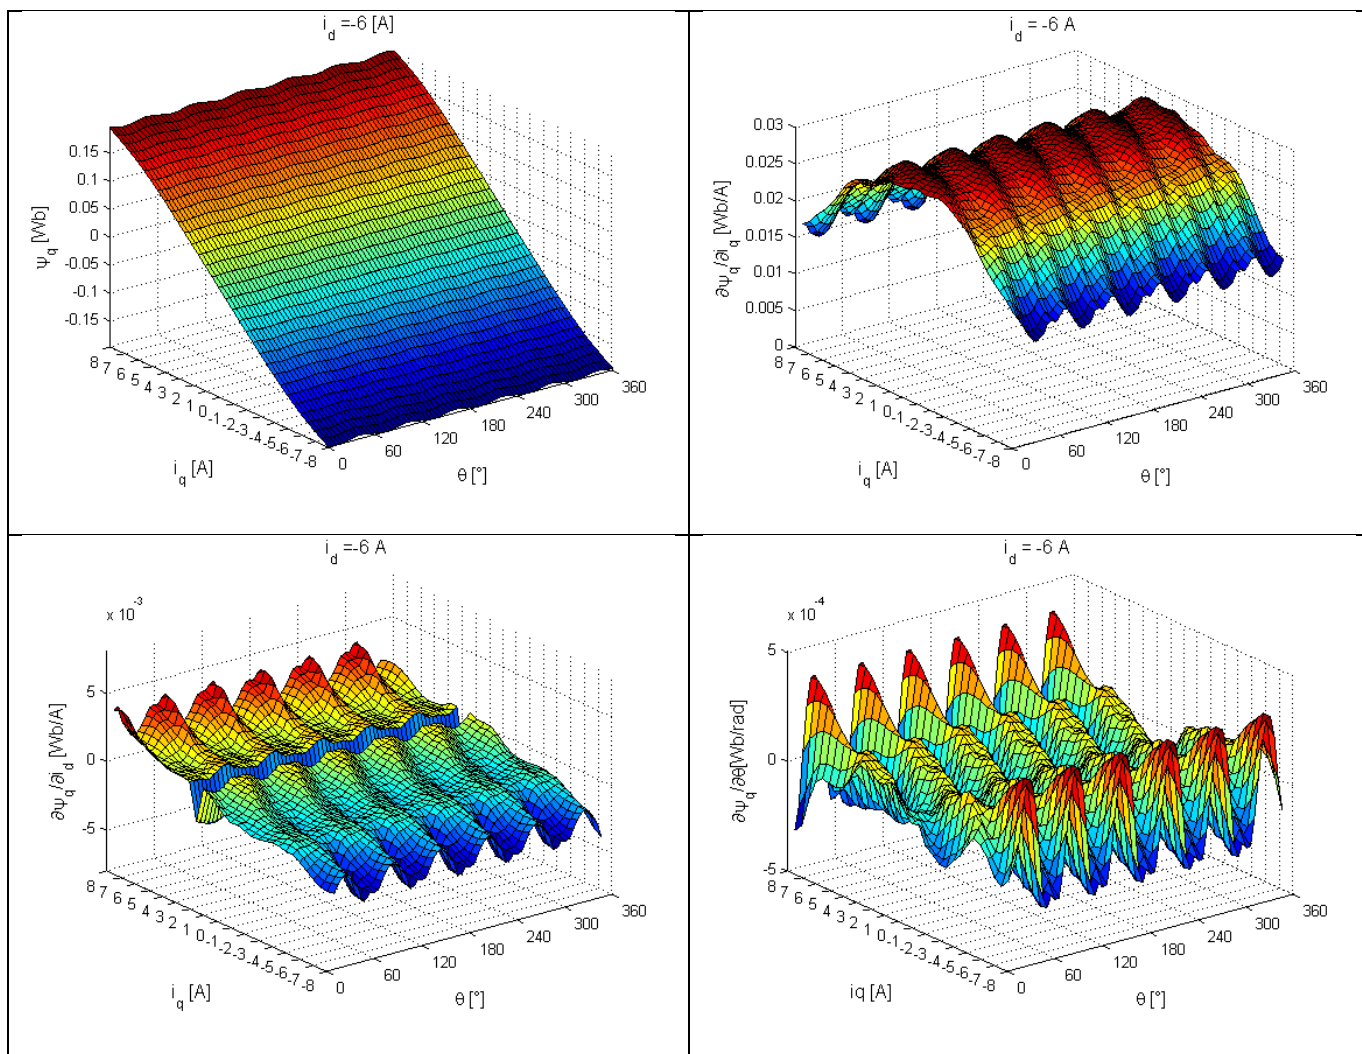 i_d =-6 [A]
0.15
0.1
0.05
0
-0.05
-0.1
-0.15
ψ_q [Wb]
8 7 6 5 4 3 2 1 0 -1 -2 -3 -4 -5 -6 -7 -8
i_q [A]
0 60 120 180 240 300 360
θ [°]
i_d = -6 A
0.03
0.025
0.02
0.015
0.01
0.005
0
∂ψ_q/∂i_q [Wb/A]
8 7 6 5 4 3 2 1 0 -1 -2 -3 -4 -5 -6 -7 -8
i_q [A]
0 60 120 180 240 300 360
θ [°]
i_d =-6 A
x 10^-3
5
0
-5
∂ψ_q/∂i_d [Wb/A]
8 7 6 5 4 3 2 1 0 -1 -2 -3 -4 -5 -6 -7 -8
i_q [A]
0 60 120 180 240 300 360
θ [°]
i_d = -6 A
x 10^-4
5
0
-5
∂ψ_q/∂θ[Wb/rad]
8 7 6 5 4 3 2 1 0 -1 -2 -3 -4 -5 -6 -7 -8
iq [A]
0 60 120 180 240 300 360
θ [°]